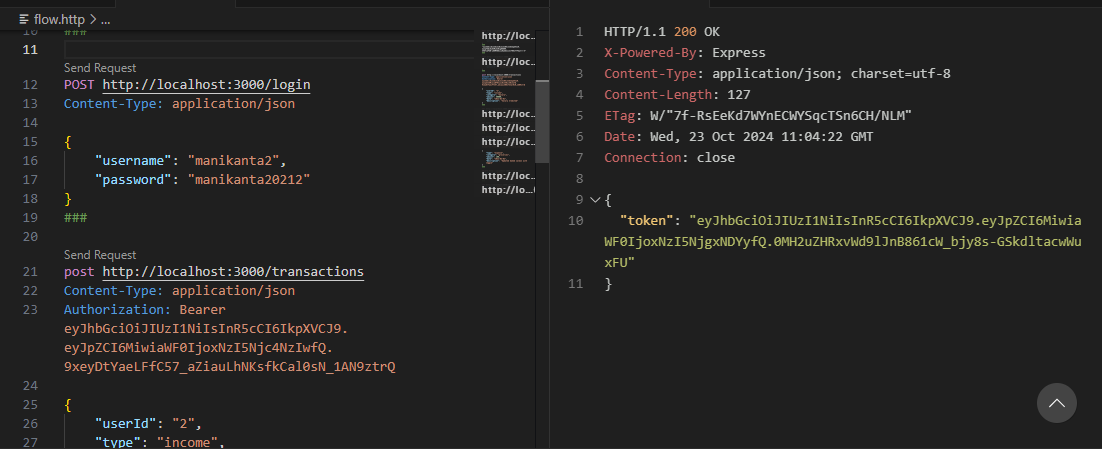 flow.http > ...
10 ###
11
Send Request
12 POST http://localhost:3000/login
13 Content-Type: application/json
14
15 {
16 "username": "manikanta2",
17 "password": "manikanta20212"
18 }
19 ###
20
Send Request
21 post http://localhost:3000/transactions
22 Content-Type: application/json
23 Authorization: Bearer
eyJhbGciOiJIUzI1NiIsInR5cCI6IkpXVCJ9.
eyJpZCI6MiwiaWF0IjoxNzI5Njc4NzIwfQ.
9xeyDtYaeLFfC57_aZiauLhNKsfkCal0sN_1AN9ztrQ
24
25 {
26 "userId": "2",
27 "type": "income",
http://loc...
http://loc...
http://loc...
http://loc...
http://loc...
http://loc...
http://lo...
1 HTTP/1.1 200 OK
2 X-Powered-By: Express
3 Content-Type: application/json; charset=utf-8
4 Content-Length: 127
5 ETag: W/"7f-RsEeKd7WYnECWYSqcTSn6CH/NLM"
6 Date: Wed, 23 Oct 2024 11:04:22 GMT
7 Connection: close
8
9 {
10 "token": "eyJhbGciOiJIUzI1NiIsInR5cCI6IkpXVCJ9.eyJpZCI6Miwia
WF0IjoxNzI5NjgxNDYyfQ.0MH2uZHRxvWd9lJnB861cW_bjy8s-GSkdltacwWu
xFU"
11 }